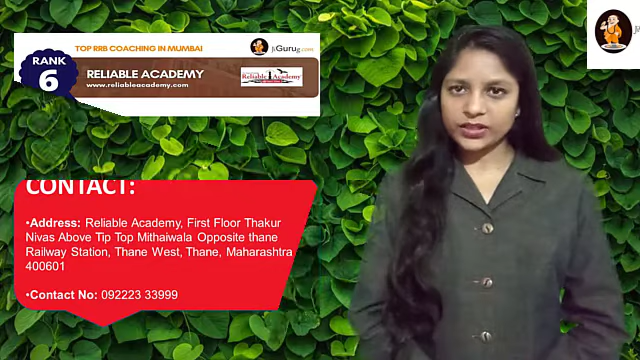 TOP RRB COACHING IN MUMBAI
JiGuruG.com
RANK
6
RELIABLE ACADEMY
www.reliableacademy.com
Reliable Academy
CONTACT:
•Address: Reliable Academy, First Floor Thakur
Nivas Above Tip Top Mithaiwala Opposite thane
Railway Station, Thane West, Thane, Maharashtra
400601
•Contact No: 092223 33999